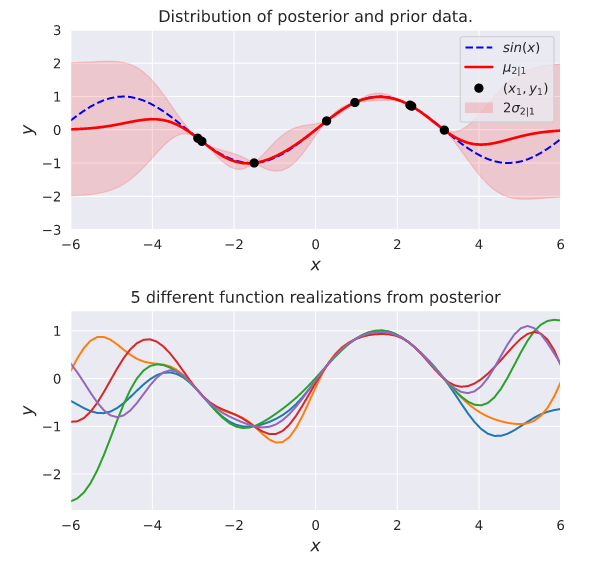 Distribution of posterior and prior data.
3
2
1
0
−1
−2
−3
y
sin(x)
μ2|1
(x1, y1)
2σ2|1
−6 −4 −2 0 2 4 6
x
5 different function realizations from posterior
1
0
−1
−2
y
−6 −4 −2 0 2 4 6
x